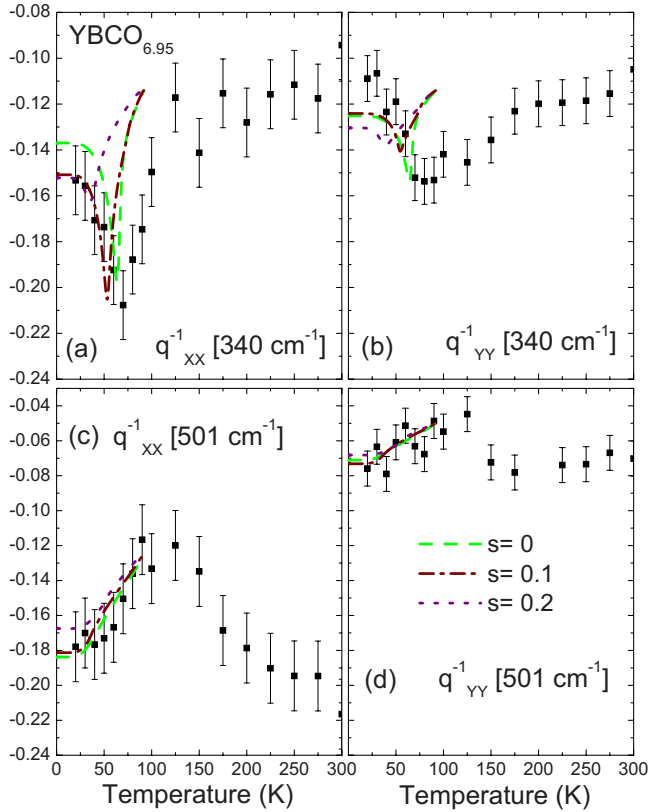 -0.08
-0.10
-0.12
-0.14
-0.16
-0.18
-0.20
-0.22
-0.24
YBCO6.95
(a) q⁻¹XX [340 cm⁻¹]
(b) q⁻¹YY [340 cm⁻¹]
-0.04
-0.06
-0.08
-0.10
-0.12
-0.14
-0.16
-0.18
-0.20
-0.22
-0.24
(c) q⁻¹XX [501 cm⁻¹]
s= 0
s= 0.1
s= 0.2
(d) q⁻¹YY [501 cm⁻¹]
0 50 100 150 200 250 300
50 100 150 200 250 300
Temperature (K) Temperature (K)